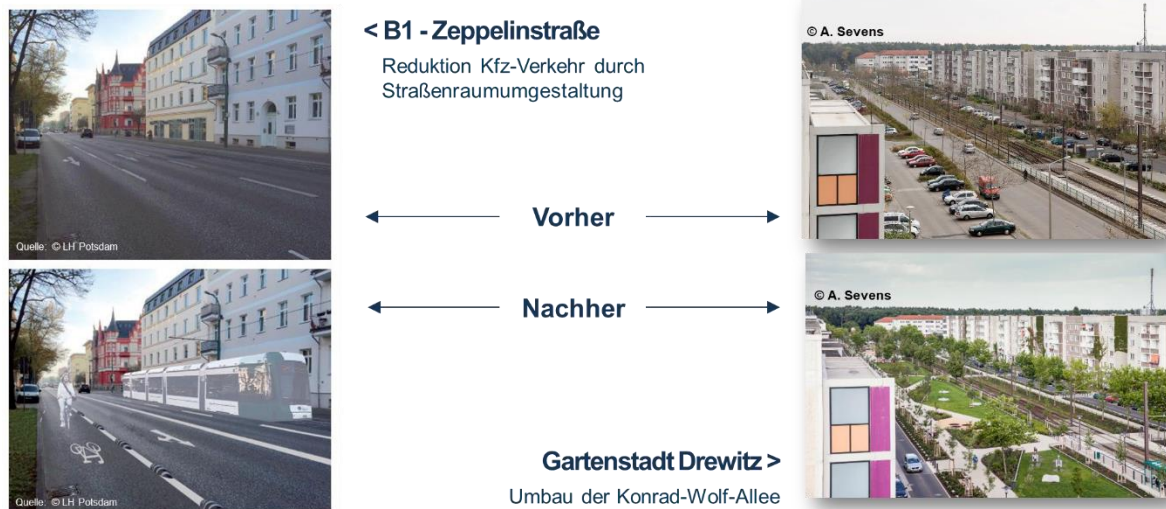 < B1 - Zeppelinstraße
Reduktion Kfz-Verkehr durch
Straßenraumumgestaltung
© A. Sevens
Quelle: © LH Potsdam
Vorher
Nachher
© A. Sevens
Gartenstadt Drewitz >
Umbau der Konrad-Wolf-Allee
Quelle: © LH Potsdam